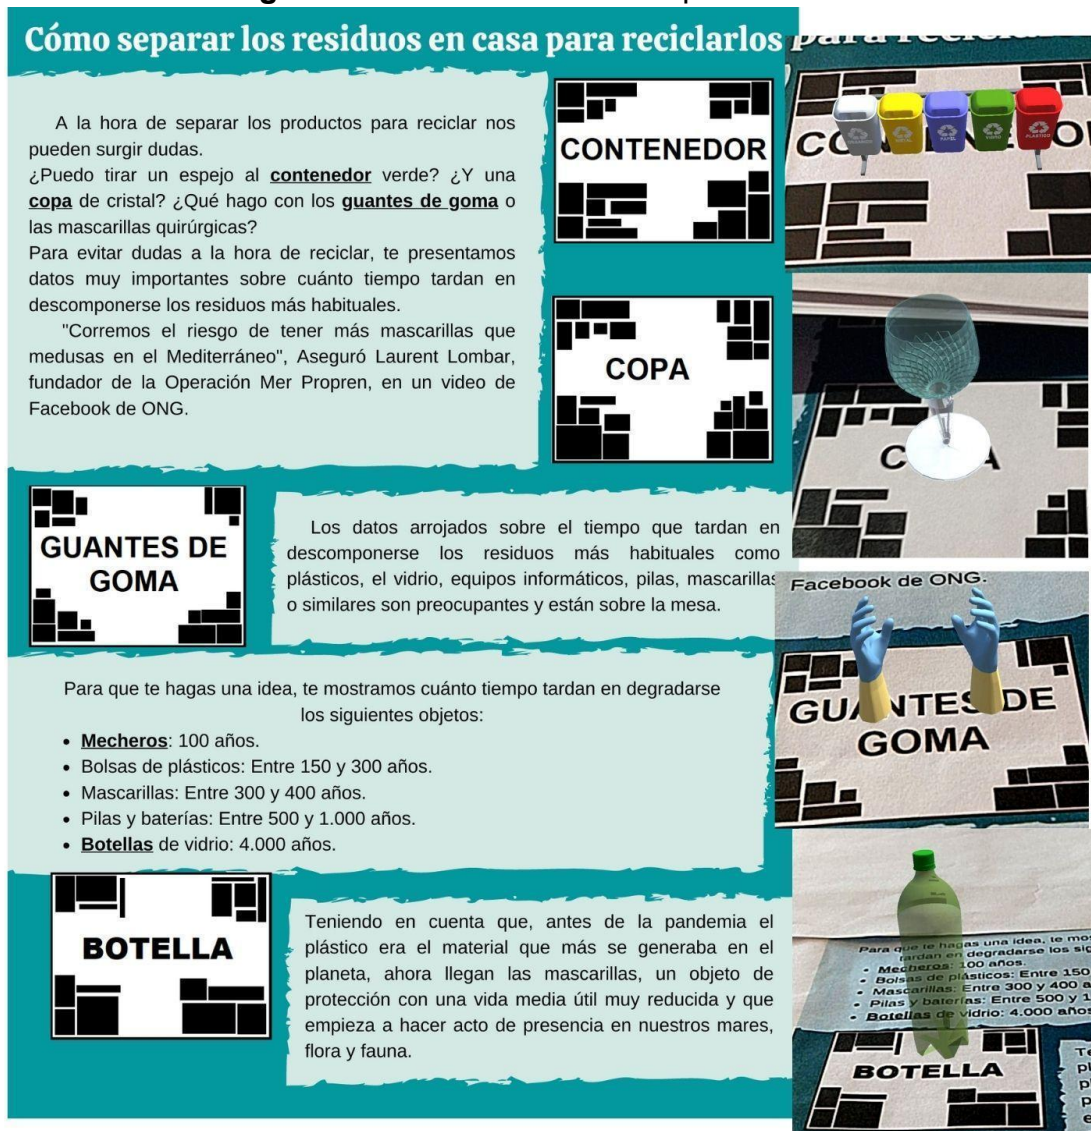 Cómo separar los residuos en casa para reciclarlos
A la hora de separar los productos para reciclar nos
pueden surgir dudas.
¿Puedo tirar un espejo al contenedor verde? ¿Y una
copa de cristal? ¿Qué hago con los guantes de goma o
las mascarillas quirúrgicas?
Para evitar dudas a la hora de reciclar, te presentamos
datos muy importantes sobre cuánto tiempo tardan en
descomponerse los residuos más habituales.
"Corremos el riesgo de tener más mascarillas que
medusas en el Mediterráneo", Aseguró Laurent Lombar,
fundador de la Operación Mer Propren, en un video de
Facebook de ONG.
CONTENEDOR
COPA
GUANTES DE
GOMA
Los datos arrojados sobre el tiempo que tardan en
descomponerse los residuos más habituales como
plásticos, el vidrio, equipos informáticos, pilas, mascarillas
o similares son preocupantes y están sobre la mesa.
Para que te hagas una idea, te mostramos cuánto tiempo tardan en degradarse
los siguientes objetos:
• Mecheros: 100 años.
• Bolsas de plásticos: Entre 150 y 300 años.
• Mascarillas: Entre 300 y 400 años.
• Pilas y baterías: Entre 500 y 1.000 años.
• Botellas de vidrio: 4.000 años.
BOTELLA
Teniendo en cuenta que, antes de la pandemia el
plástico era el material que más se generaba en el
planeta, ahora llegan las mascarillas, un objeto de
protección con una vida media útil muy reducida y que
empieza a hacer acto de presencia en nuestros mares,
flora y fauna.
PAPEL
VIDRIO
PLÁSTICO
Facebook de ONG.
GUANTES DE
GOMA
Para que te hagas una idea, te
tardan en degradarse los
• Mecheros: 100 años.
• Bolsas de plásticos: Entre 150
• Mascarillas: Entre 300 y 400
• Pilas y baterías: Entre 500 y
• Botellas de vidrio: 4.000 años
BOTELLA